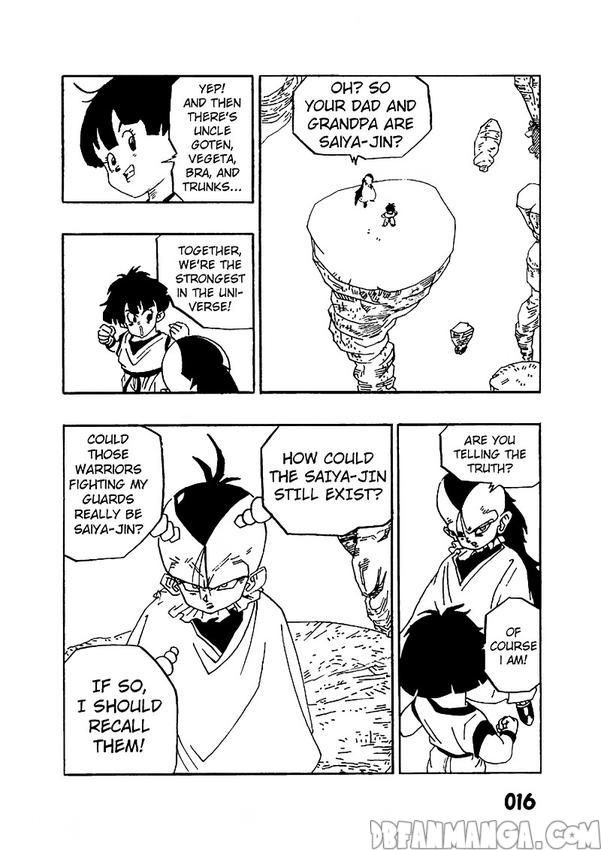 OH? SO
YOUR DAD AND
GRANDPA ARE
SAIYA-JIN?
YEP!
AND THEN
THERE'S
UNCLE
GOTEN,
VEGETA,
BRA, AND
TRUNKS...
TOGETHER,
WE'RE THE
STRONGEST
IN THE UNI-
VERSE!
ARE YOU
TELLING THE
TRUTH?
OF
COURSE
I AM!
HOW COULD
THE SAIYA-JIN
STILL EXIST?
COULD
THOSE
WARRIORS
FIGHTING MY
GUARDS
REALLY BE
SAIYA-JIN?
IF SO,
I SHOULD
RECALL
THEM!
016
DBFANMANGA.COM